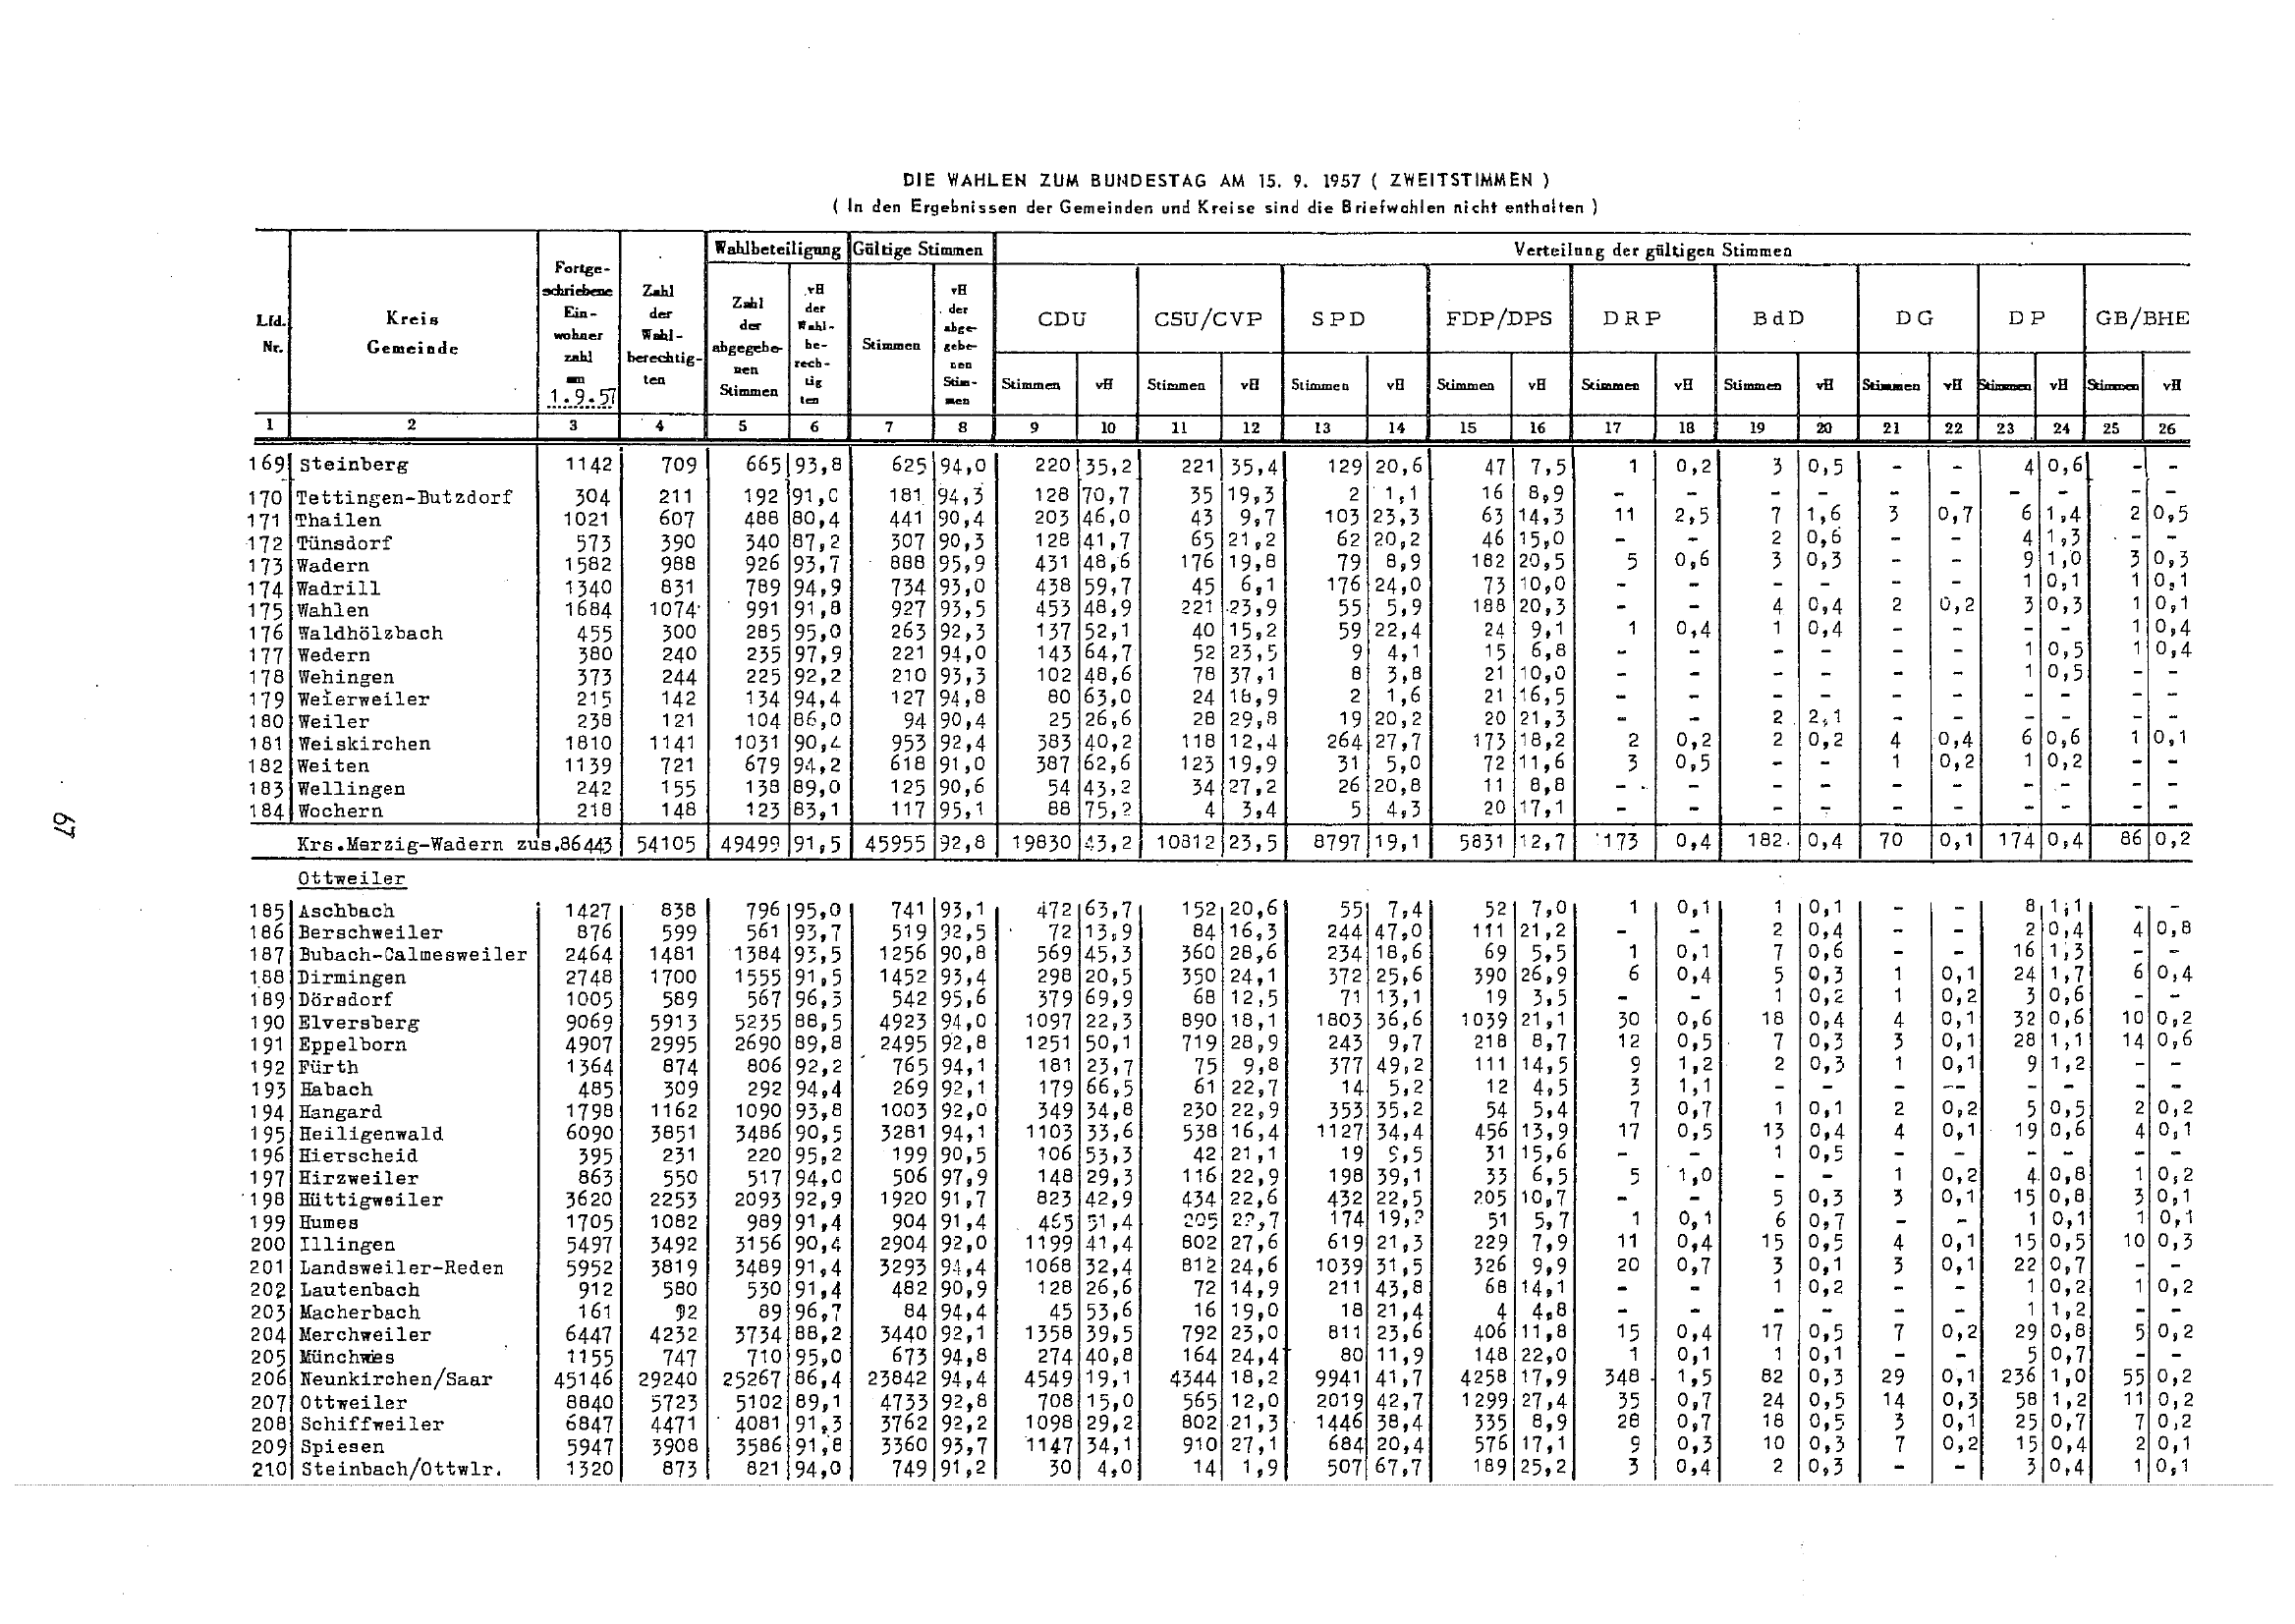 DIE WAHLEN ZUM BUNDESTAG AM 15. 9. 1957 ( ZWEITSTIMMEN )
( In den Ergebnissen der Gemeinden und Kreise sind die Briefwahlen nicht enthalten )
Lfd. Nr. | Kreis Gemeinde | Fortge- schriebene Ein- wohner zahl am 1.9.57 | Zahl der Wahl- berechtig- ten | Wahlbeteiligung | Gültige Stimmen | Verteilung der gültigen Stimmen
Zahl der abgegebe- nen Stimmen | vH der Wahl- be- rech- tig ten | Stimmen | vH der abge- gebe- nen Stim- men | CDU | CSU/CVP | SPD | FDP/DPS | DRP | BdD | DG | DP | GB/BHE
Stimmen vH Stimmen vH Stimmen vH Stimmen vH Stimmen vH Stimmen vH Stimmen vH Stimmen vH Stimmen vH
1 2 3 4 5 6 7 8 9 10 11 12 13 14 15 16 17 18 19 20 21 22 23 24 25 26
169 Steinberg 1142 709 665 93,8 625 94,0 220 35,2 221 35,4 129 20,6 47 7,5 1 0,2 3 0,5 - - 4 0,6 - -
170 Tettingen-Butzdorf 304 211 192 91,0 181 94,3 128 70,7 35 19,3 2 1,1 16 8,9 - - - - - - - - - -
171 Thailen 1021 607 488 80,4 441 90,4 203 46,0 43 9,7 103 23,3 63 14,3 11 2,5 7 1,6 3 0,7 6 1,4 2 0,5
172 Tünsdorf 573 390 340 87,2 307 90,3 128 41,7 65 21,2 62 20,2 46 15,0 - - 2 0,6 - - 4 1,3 - -
173 Wadern 1582 988 926 93,7 888 95,9 431 48,6 176 19,8 79 8,9 182 20,5 5 0,6 3 0,3 - - 9 1,0 3 0,3
174 Wadrill 1340 831 789 94,9 734 93,0 438 59,7 45 6,1 176 24,0 73 10,0 - - - - - - 1 0,1 1 0,1
175 Wahlen 1684 1074 991 91,8 927 93,5 453 48,9 221 23,9 55 5,9 188 20,3 - - 4 0,4 2 0,2 3 0,3 1 0,1
176 Waldhölzbach 455 300 285 95,0 263 92,3 137 52,1 40 15,2 59 22,4 24 9,1 1 0,4 1 0,4 - - - - 1 0,4
177 Wedern 380 240 235 97,9 221 94,0 143 64,7 52 23,5 9 4,1 15 6,8 - - - - - - 1 0,5 1 0,4
178 Wehingen 373 244 225 92,2 210 93,3 102 48,6 78 37,1 8 3,8 21 10,0 - - - - - - 1 0,5 - -
179 Weierweiler 215 142 134 94,4 127 94,8 80 63,0 24 18,9 2 1,6 21 16,5 - - - - - - - - - -
180 Weiler 238 121 104 86,0 94 90,4 25 26,6 28 29,8 19 20,2 20 21,3 - - 2 2,1 - - - - - -
181 Weiskirchen 1810 1141 1031 90,4 953 92,4 383 40,2 118 12,4 264 27,7 173 18,2 2 0,2 2 0,2 4 0,4 6 0,6 1 0,1
182 Weiten 1139 721 679 94,2 618 91,0 387 62,6 123 19,9 31 5,0 72 11,6 3 0,5 - - 1 0,2 1 0,2 - -
183 Wellingen 242 155 138 89,0 125 90,6 54 43,2 34 27,2 26 20,8 11 8,8 - - - - - - - - - -
184 Wochern 218 148 123 83,1 117 95,1 88 4 3,4 5 4,3 20 17,1 - - - - - - - - - -
Krs.Merzig-Wadern zus. 86443 54105 49499 91,5 45955 92,8 19830 43,2 10812 23,5 8797 19,1 5831 12,7 173 0,4 182 0,4 70 0,1 174 0,4 86 0,2
Ottweiler
185 Aschbach 1427 838 796 95,0 741 93,1 472 63,7 152 20,6 55 7,4 52 7,0 1 0,1 1 0,1 - - 8 1,1 - -
186 Berschweiler 876 599 561 93,7 519 92,5 72 13,9 84 16,3 244 47,0 111 21,2 - - 2 0,4 - - 2 0,4 4 0,8
187 Bubach-Calmesweiler 2464 1481 1384 93,5 1256 90,8 569 45,3 360 28,6 234 18,6 69 5,5 1 0,1 7 0,6 - - 16 1,3 - -
188 Dirmingen 2748 1700 1555 91,5 1452 93,4 298 20,5 350 24,1 372 25,6 390 26,9 6 0,4 5 0,3 1 0,1 24 1,7 6 0,4
189 Dörsdorf 1005 589 567 96,3 542 95,6 379 69,9 68 12,5 71 13,1 19 3,5 - - 1 0,2 1 0,2 3 0,6 - -
190 Elversberg 9069 5913 5235 88,5 4923 94,0 1097 22,3 890 18,1 1803 36,6 1039 21,1 30 0,6 18 0,4 4 0,1 32 0,6 10 0,2
191 Eppelborn 4907 2995 2690 89,8 2495 92,8 1251 50,1 719 28,9 243 9,7 218 8,7 12 0,5 7 0,3 3 0,1 28 1,1 14 0,6
192 Fürth 1364 874 806 92,2 765 94,1 181 23,7 75 9,8 377 49,2 111 14,5 9 1,2 2 0,3 1 0,1 9 1,2 - -
193 Habach 485 309 292 94,4 269 92,1 179 66,5 61 22,7 14 5,2 12 4,5 3 1,1 - - - -- - - - -
194 Hangard 1798 1162 1090 93,8 1003 92,0 349 34,8 230 22,9 353 35,2 54 5,4 7 0,7 1 0,1 2 0,2 5 0,5 2 0,2
195 Heiligenwald 6090 3851 3486 90,5 3281 94,1 1103 33,6 538 16,4 1127 34,4 456 13,9 17 0,5 13 0,4 4 0,1 19 0,6 4 0,1
196 Hierscheid 395 231 220 95,2 199 90,5 106 53,3 42 21,1 19 9,5 31 15,6 - - 1 0,5 - - - - - -
197 Hirzweiler 863 550 517 94,0 506 97,9 148 29,3 116 22,9 198 39,1 33 6,5 5 1,0 - - 1 0,2 4 0,8 1 0,2
198 Hüttigweiler 3620 2253 2093 92,9 1920 91,7 823 42,9 434 22,6 432 22,5 205 10,7 - - 5 0,3 3 0,1 15 0,8 3 0,1
199 Humes 1705 1082 989 91,4 904 91,4 465 51,4 205 174 51 5,7 1 0,1 6 0,7 - - 1 0,1 1 0,1
200 Illingen 5497 3492 3156 90,4 2904 92,0 1199 41,4 802 27,6 619 21,3 229 7,9 11 0,4 15 0,5 4 0,1 15 0,5 10 0,3
201 Landsweiler-Reden 5952 3819 3489 91,4 3293 94,4 1068 32,4 812 24,6 1039 31,5 326 9,9 20 0,7 3 0,1 3 0,1 22 0,7 - -
202 Lautenbach 912 580 530 91,4 482 90,9 128 26,6 72 14,9 211 43,8 68 14,1 - - 1 0,2 - - 1 0,2 1 0,2
203 Macherbach 161 92 89 96,7 84 94,4 45 53,6 16 19,0 18 21,4 4 4,8 - - - - - - 1 1,2 - -
204 Merchweiler 6447 4232 3734 88,2 3440 92,1 1358 39,5 792 23,0 811 23,6 406 11,8 15 0,4 17 0,5 7 0,2 29 0,8 5 0,2
205 Münchwies 1155 747 710 95,0 673 94,8 274 40,8 164 24,4 80 11,9 148 22,0 1 0,1 1 0,1 - - 5 0,7 - -
206 Neunkirchen/Saar 45146 29240 25267 86,4 23842 94,4 4549 19,1 4344 18,2 9941 41,7 4258 17,9 348 1,5 82 0,3 29 0,1 236 1,0 55 0,2
207 Ottweiler 8840 5723 5102 89,1 4733 92,8 708 15,0 565 12,0 2019 42,7 1299 27,4 35 0,7 24 0,5 14 0,3 58 1,2 11 0,2
208 Schiffweiler 6847 4471 4081 91,3 3762 92,2 1098 29,2 802 21,3 1446 38,4 335 8,9 28 0,7 18 0,5 3 0,1 25 0,7 7 0,2
209 Spiesen 5947 3908 3586 91,8 3360 93,7 1147 34,1 910 27,1 684 20,4 576 17,1 9 0,3 10 0,3 7 0,2 15 0,4 2 0,1
210 Steinbach/Ottwlr. 1320 873 821 94,0 749 91,2 30 4,0 14 1,9 507 67,7 189 25,2 3 0,4 2 0,3 - - 3 0,4 1 0,1
67